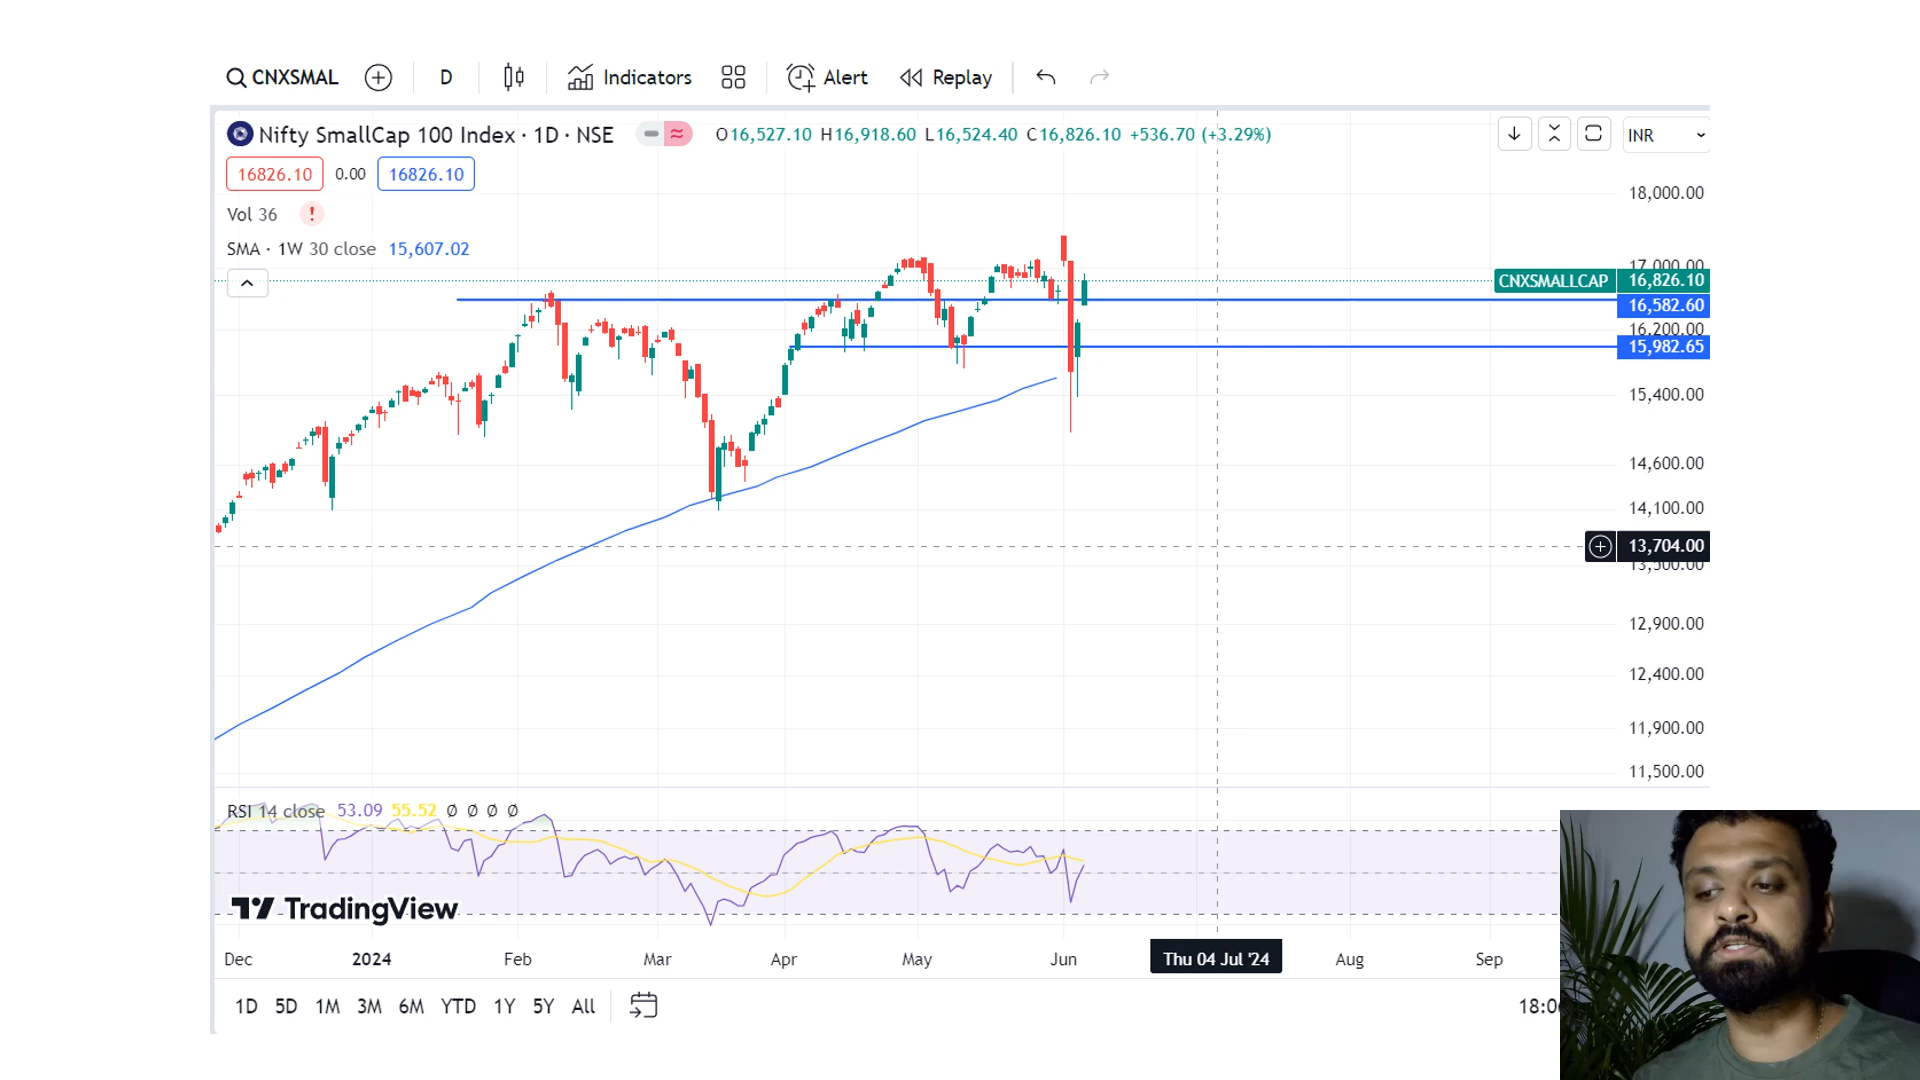 CNXSMAL D Indicators Alert Replay
Nifty SmallCap 100 Index · 1D · NSE O16,527.10 H16,918.60 L16,524.40 C16,826.10 +536.70 (+3.29%) INR
16826.10 0.00 16826.10
Vol 36 !
SMA · 1W 30 close 15,607.02
18,000.00
17,000.00
CNXSMALLCAP 16,826.10
16,582.60
16,200.00
15,982.65
15,400.00
14,600.00
14,100.00
13,704.00
13,500.00
12,900.00
12,400.00
11,900.00
11,500.00
RSI 14 close 53.09 55.52 Ø Ø Ø Ø
TradingView
Dec 2024 Feb Mar Apr May Jun Thu 04 Jul '24 Aug Sep
1D 5D 1M 3M 6M YTD 1Y 5Y All